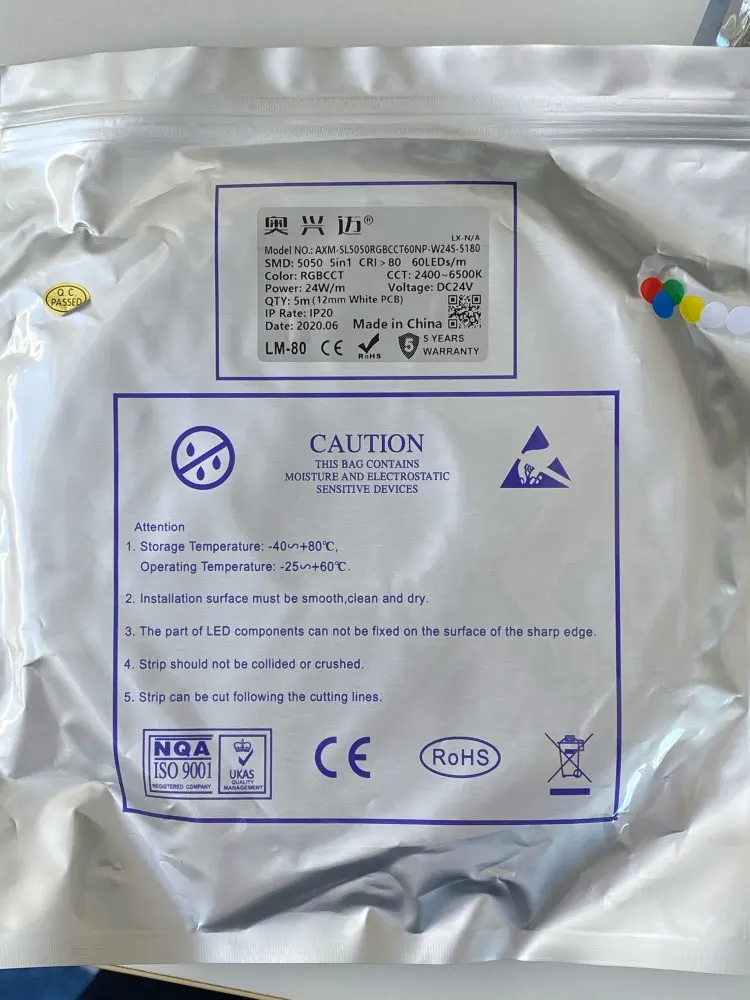 奥兴迈®
LX-N/A
Model NO.: AXM-SL5050RGBCCT60NP-W24S-5180
SMD: 5050 5in1 CRI>80 60LEDs/m
Color: RGBCCT CCT: 2400~6500K
Power: 24W/m Voltage: DC24V
QTY: 5m(12mm White PCB)
IP Rate: IP20
Date: 2020.06 Made in China
LM-80 CE RoHS 5 5 YEARS
WARRANTY
Q.C.
PASSED
CAUTION
THIS BAG CONTAINS
MOISTURE AND ELECTROSTATIC
SENSITIVE DEVICES
Attention
1. Storage Temperature: -40∽+80℃,
Operating Temperature: -25∽+60℃.
2. Installation surface must be smooth,clean and dry.
3. The part of LED components can not be fixed on the surface of the sharp edge.
4. Strip should not be collided or crushed.
5. Strip can be cut following the cutting lines.
NQA
ISO 9001
REGISTERED COMPANY
UKAS
QUALITY
MANAGEMENT
CE
RoHS